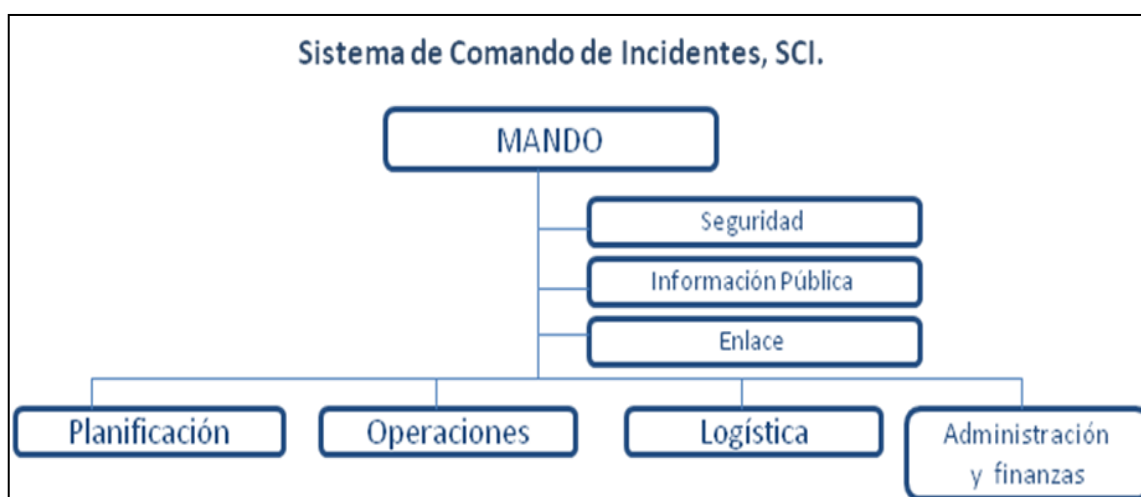 Sistema de Comando de Incidentes, SCI.
MANDO
Seguridad
Información Pública
Enlace
Planificación
Operaciones
Logística
Administración
y finanzas